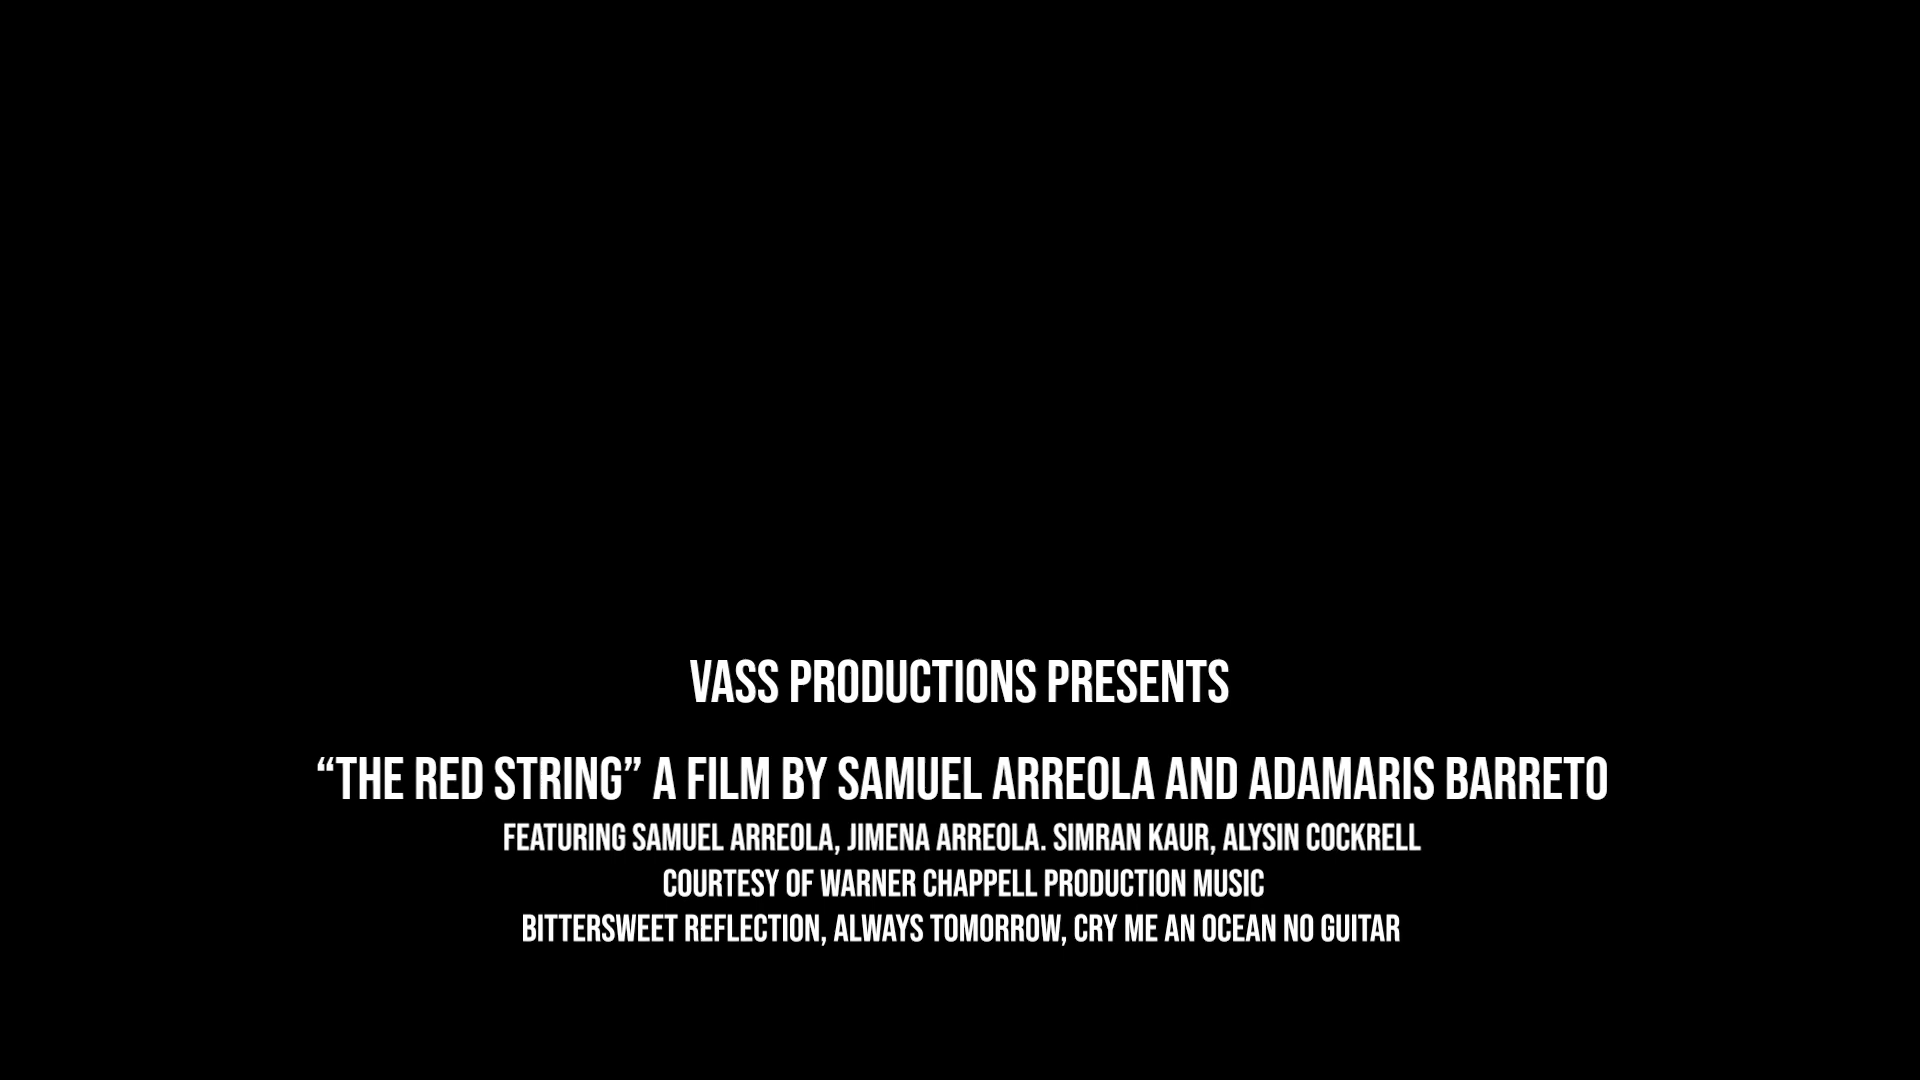 VASS PRODUCTIONS PRESENTS
“THE RED STRING” A FILM BY SAMUEL ARREOLA AND ADAMARIS BARRETO
FEATURING SAMUEL ARREOLA, JIMENA ARREOLA. SIMRAN KAUR, ALYSIN COCKRELL
COURTESY OF WARNER CHAPPELL PRODUCTION MUSIC
BITTERSWEET REFLECTION, ALWAYS TOMORROW, CRY ME AN OCEAN NO GUITAR